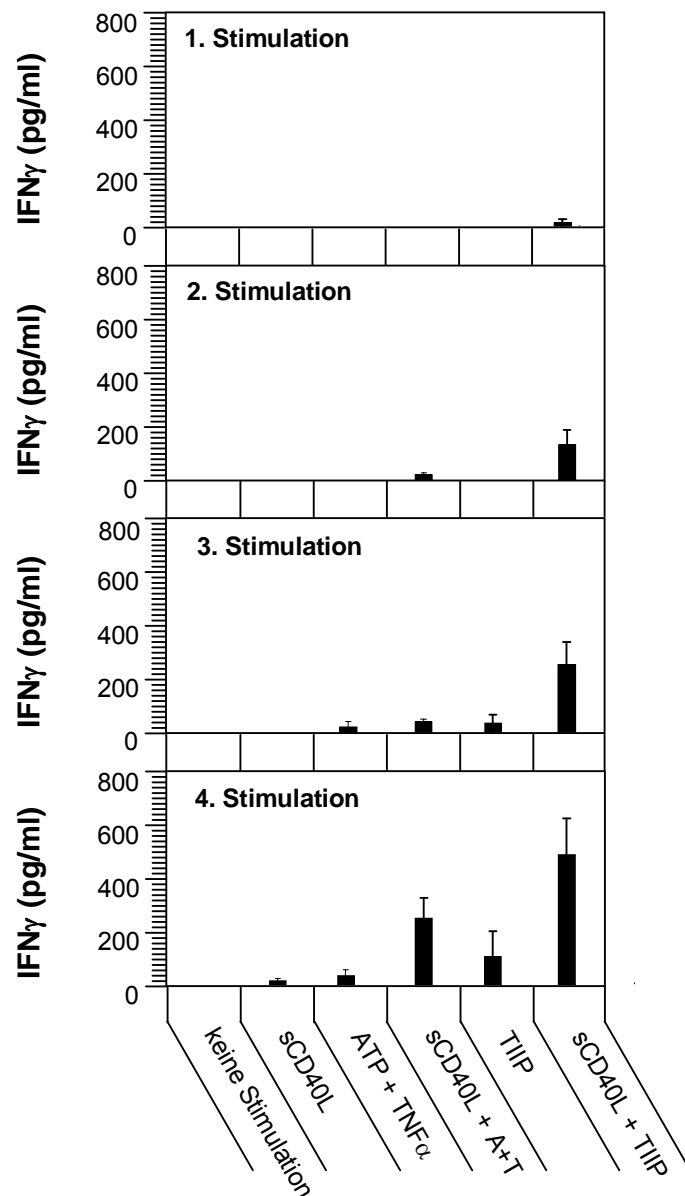 800
1. Stimulation
600
400
200
0
IFNγ (pg/ml)
800
2. Stimulation
600
400
200
0
IFNγ (pg/ml)
800
3. Stimulation
600
400
200
0
IFNγ (pg/ml)
800
4. Stimulation
600
400
200
0
IFNγ (pg/ml)
keine Stimulation
sCD40L
ATP + TNFα
sCD40L + A+T
TIIP
sCD40L + TIIP